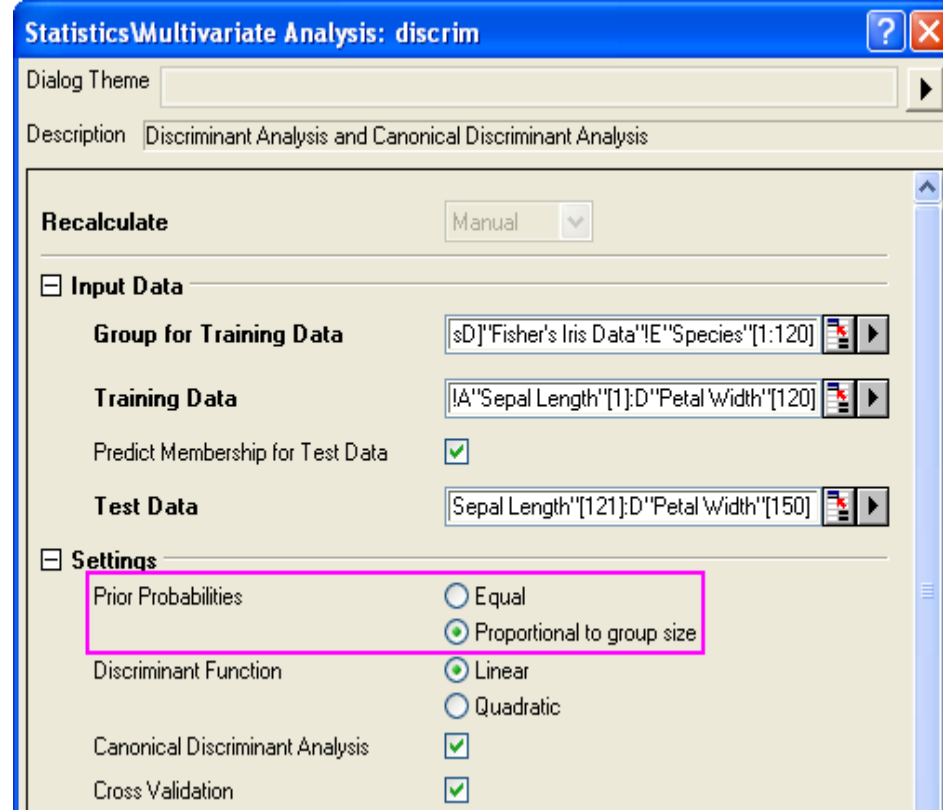 Statistics\Multivariate Analysis: discrim
Dialog Theme
Description Discriminant Analysis and Canonical Discriminant Analysis
Recalculate Manual
Input Data
Group for Training Data sD]"Fisher's Iris Data"!E"Species"[1:120]
Training Data !A"Sepal Length"[1]:D"Petal Width"[120]
Predict Membership for Test Data
Test Data Sepal Length"[121]:D"Petal Width"[150]
Settings
Prior Probabilities Equal
Proportional to group size
Discriminant Function Linear
Quadratic
Canonical Discriminant Analysis
Cross Validation